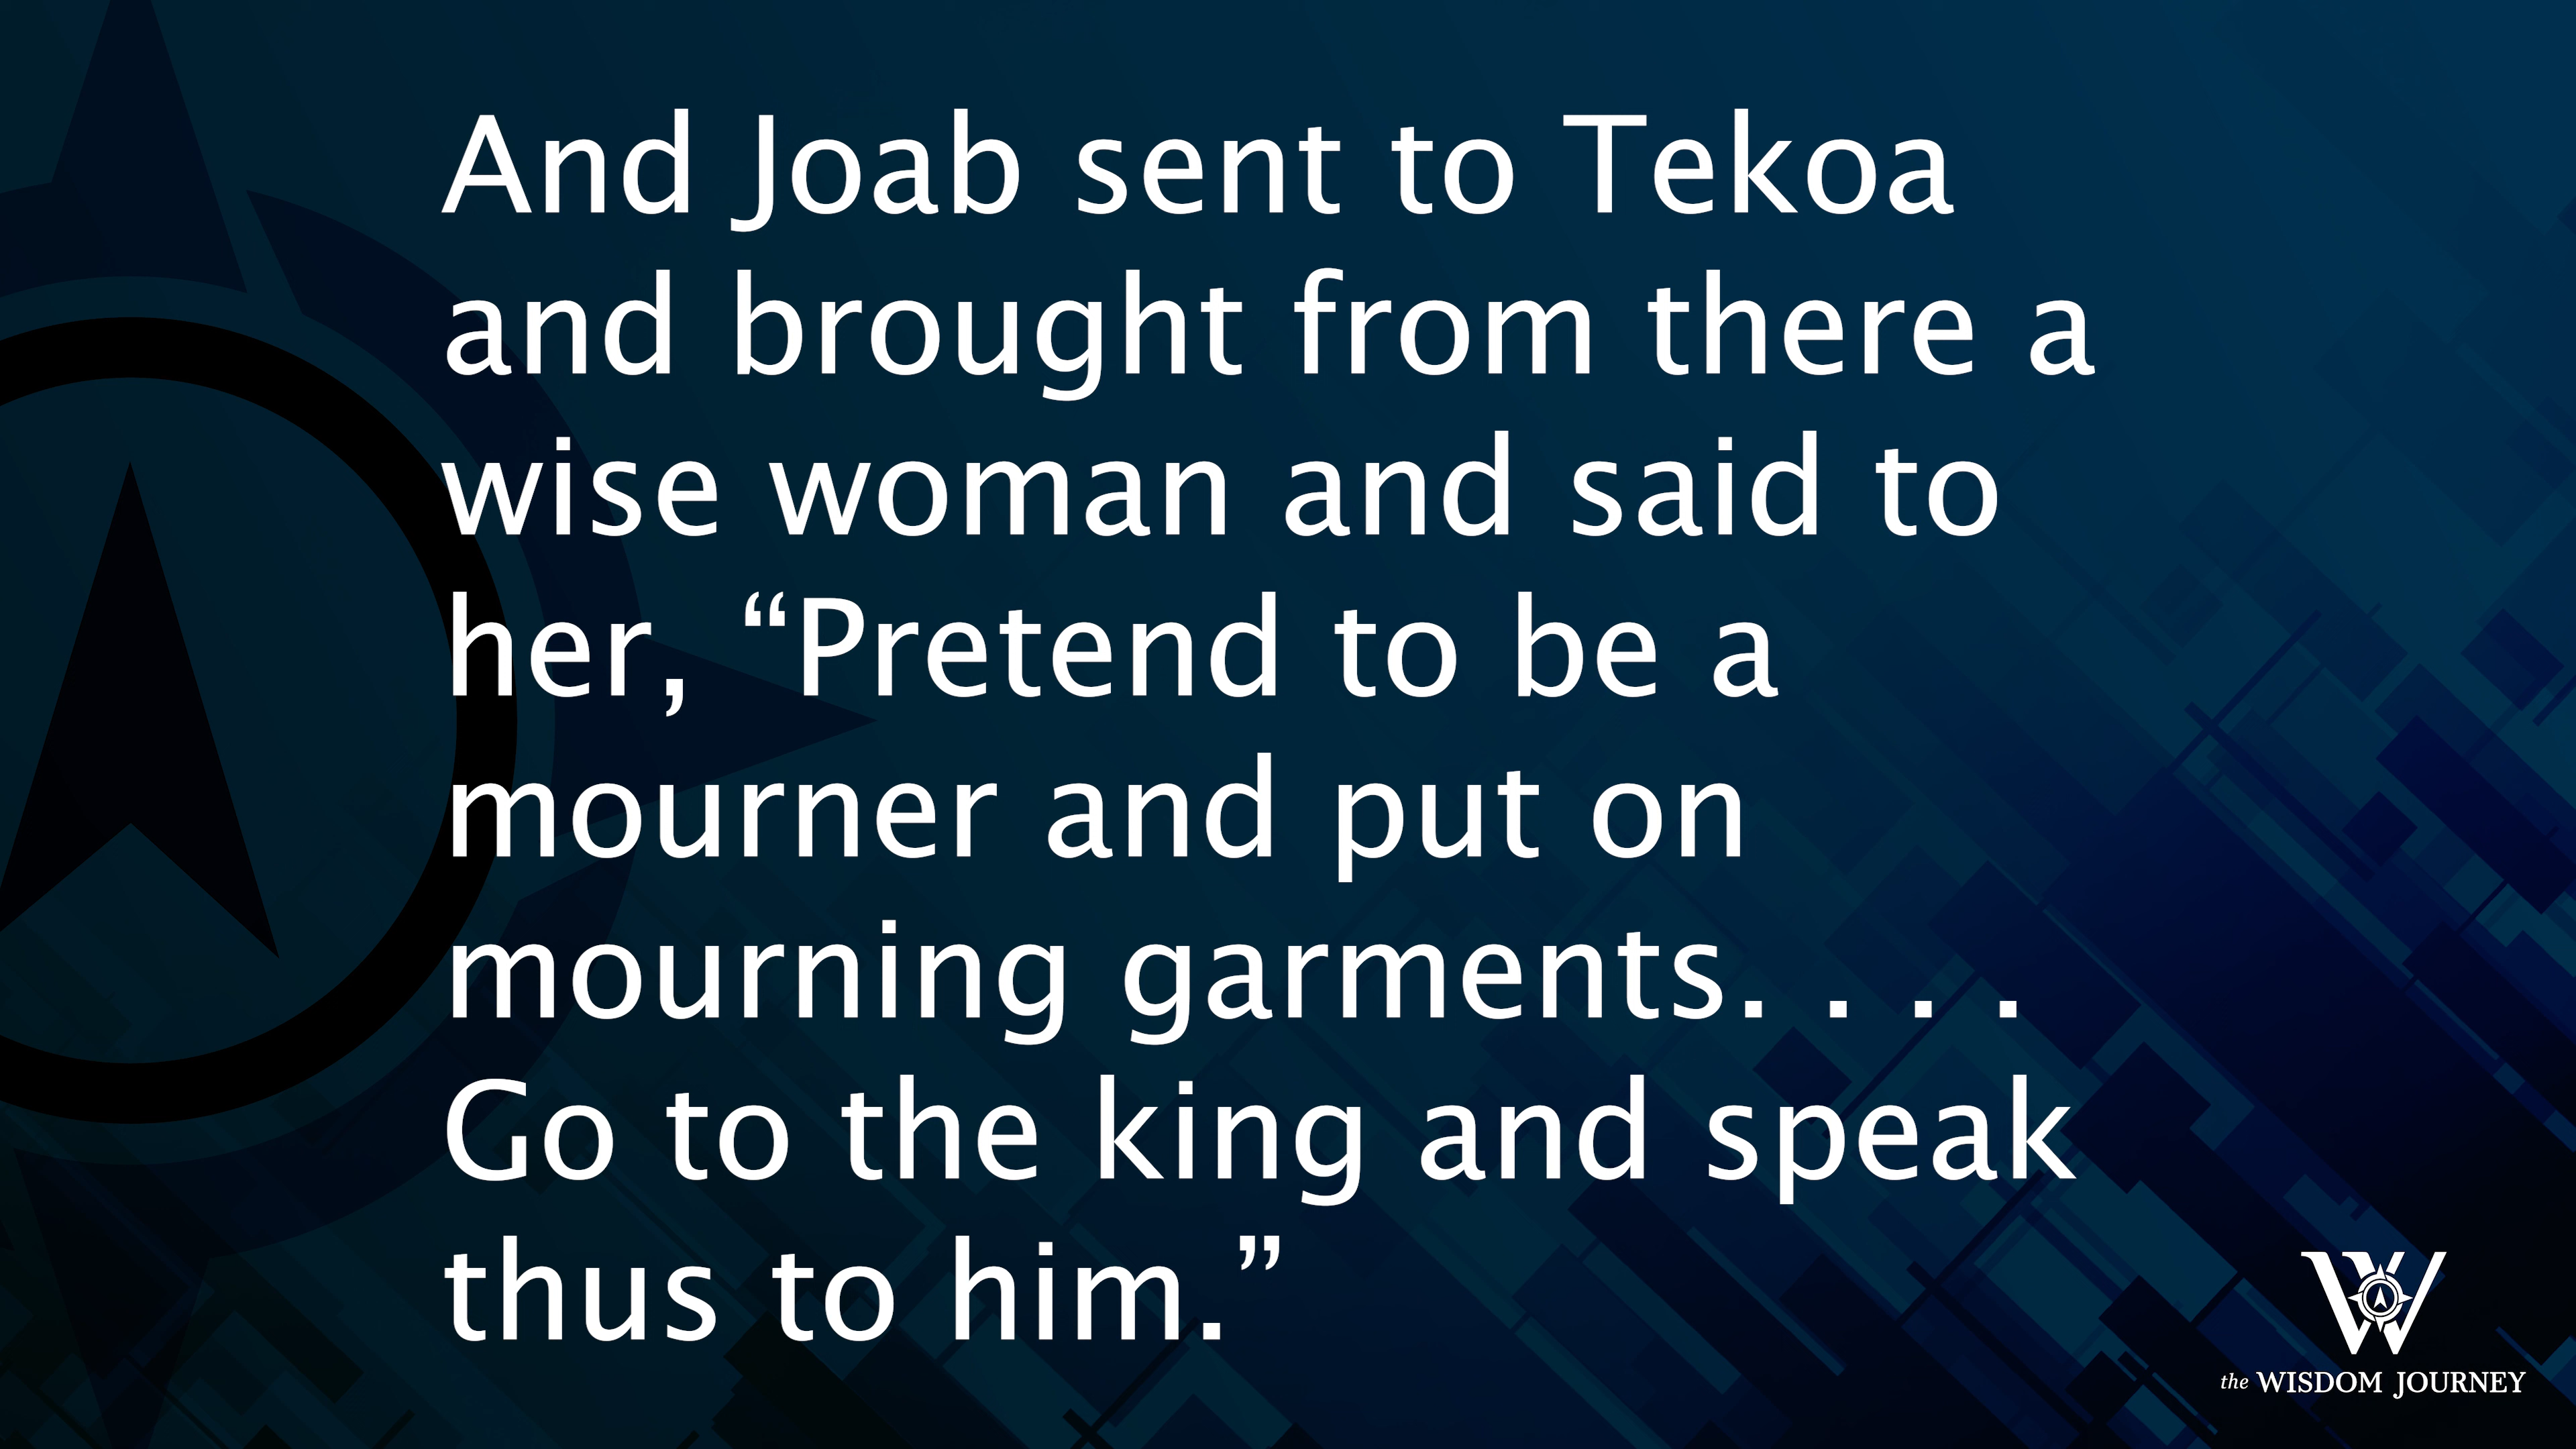 And Joab sent to Tekoa
and brought from there a
wise woman and said to
her, “Pretend to be a
mourner and put on
mourning garments. . . .
Go to the king and speak
thus to him.”
W
the WISDOM JOURNEY